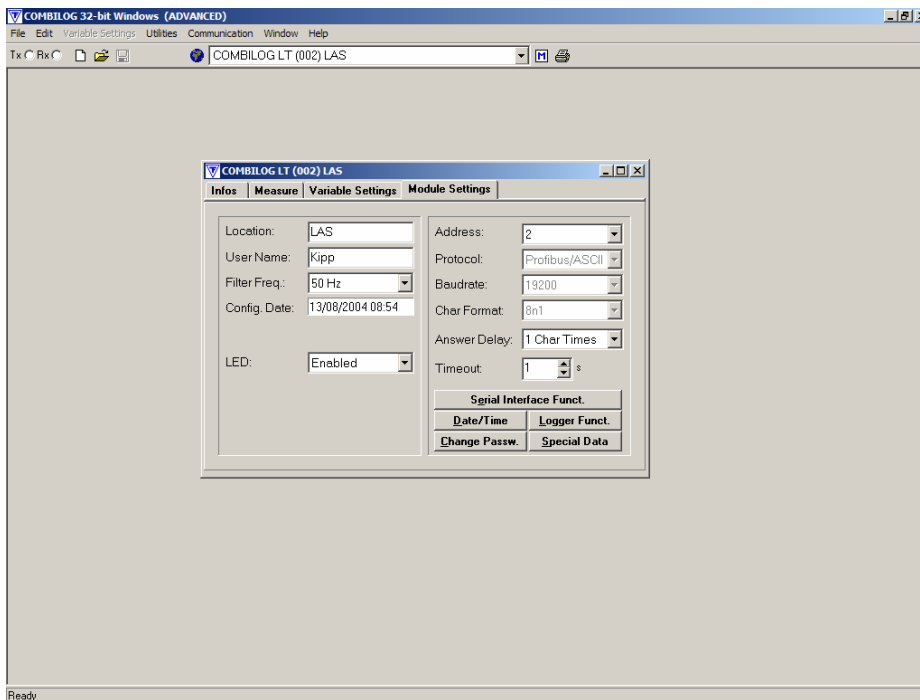 COMBILOG 32-bit Windows (ADVANCED)
File Edit Variable Settings Utilities Communication Window Help
Tx Rx COMBILOG LT (002) LAS M
COMBILOG LT (002) LAS
Infos Measure Variable Settings Module Settings
Location: LAS
User Name: Kipp
Filter Freq.: 50 Hz
Config. Date: 13/08/2004 08:54
LED: Enabled
Address: 2
Protocol: Profibus/ASCII
Baudrate: 19200
Char Format: 8n1
Answer Delay: 1 Char Times
Timeout: 1 s
Serial Interface Funct.
Date/Time Logger Funct.
Change Passw. Special Data
Ready